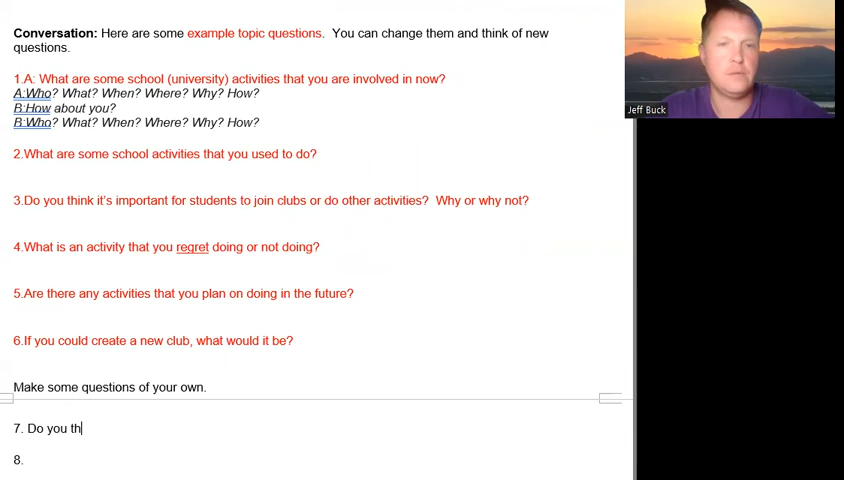 Conversation: Here are some example topic questions. You can change them and think of new
questions.
1.A: What are some school (university) activities that you are involved in now?
A:Who? What? When? Where? Why? How?
B:How about you?
B:Who? What? When? Where? Why? How?
2.What are some school activities that you used to do?
3.Do you think it's important for students to join clubs or do other activities? Why or why not?
4.What is an activity that you regret doing or not doing?
5.Are there any activities that you plan on doing in the future?
6.If you could create a new club, what would it be?
Make some questions of your own.
7. Do you th
8.
Jeff Buck